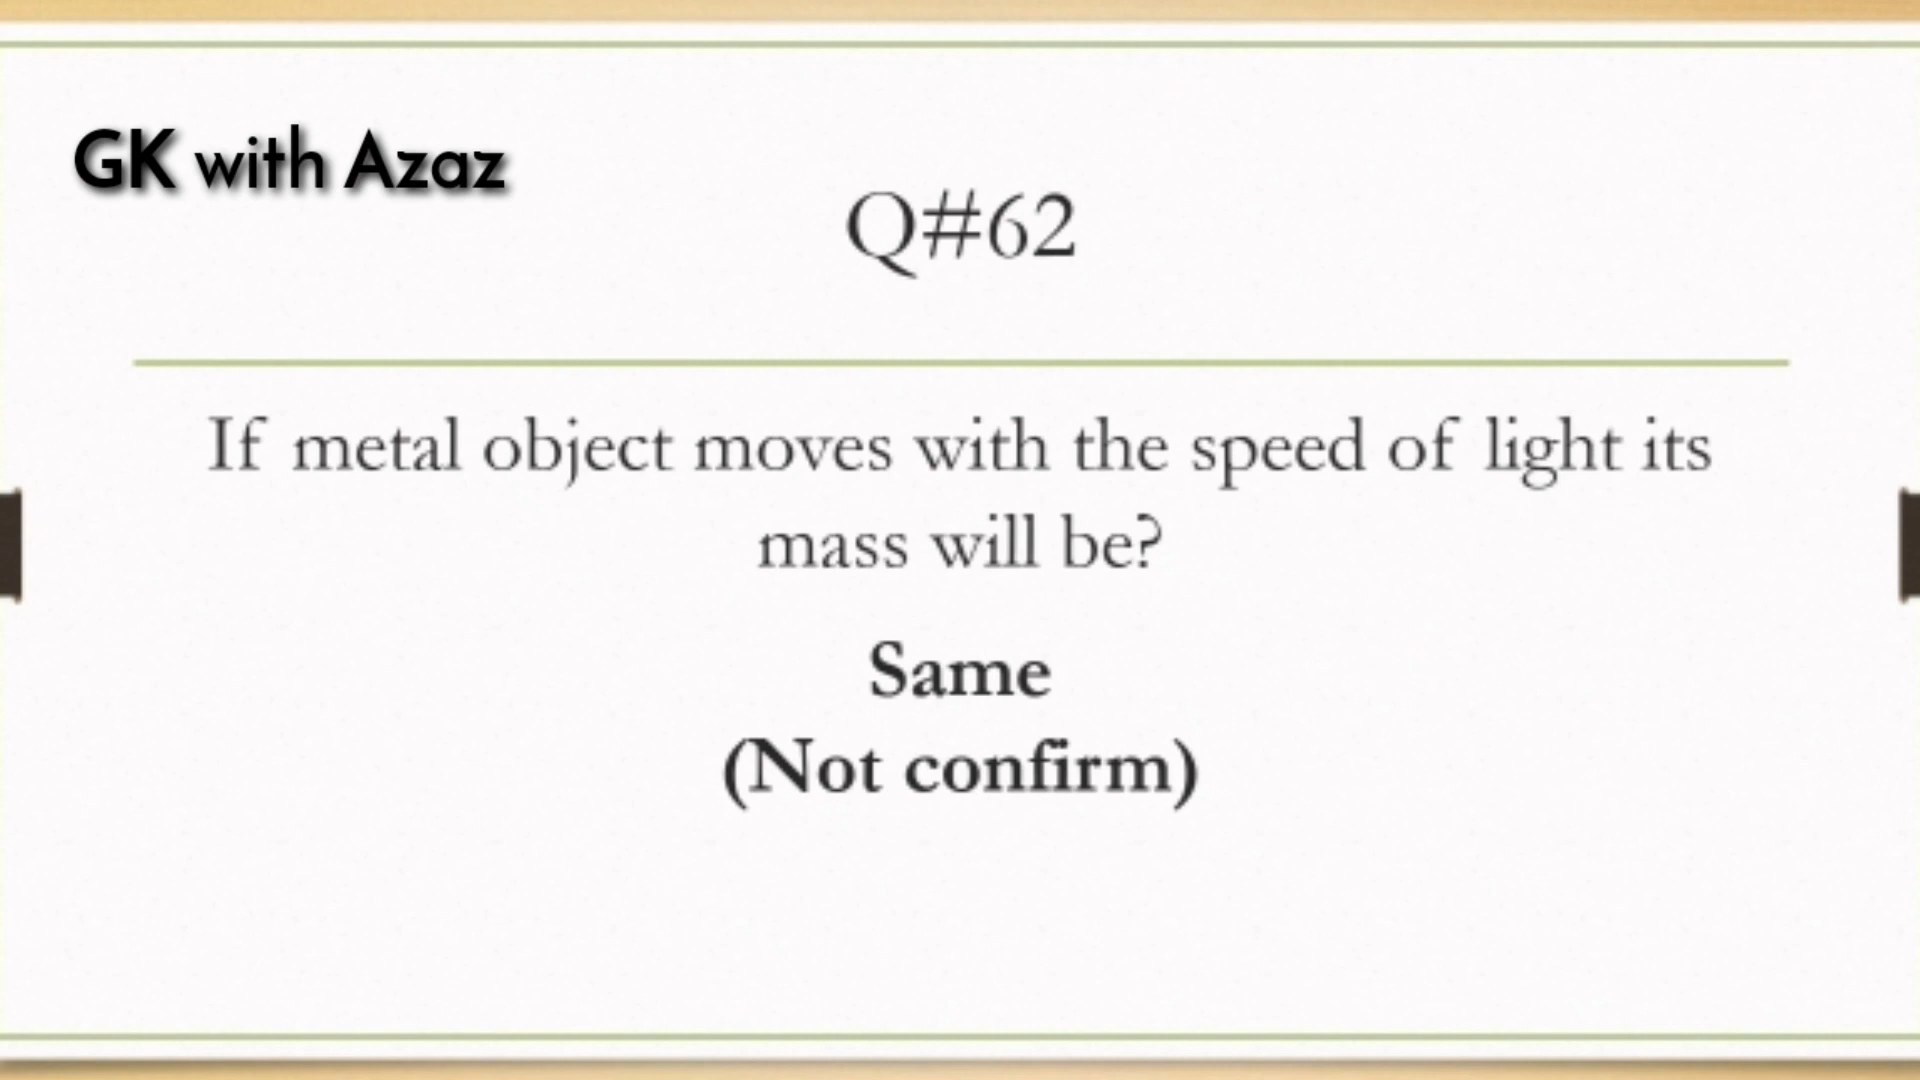 GK with Azaz
Q#62
If metal object moves with the speed of light its
mass will be?
Same
(Not confirm)